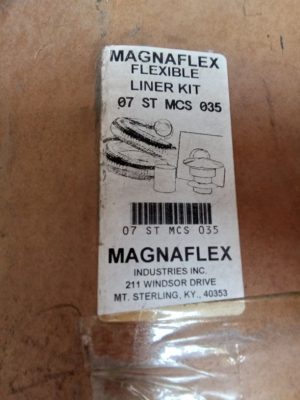 MAGNAFLEX
FLEXIBLE
LINER KIT
07 ST MCS 035
07 ST MCS 035
MAGNAFLEX
INDUSTRIES INC.
211 WINDSOR DRIVE
MT. STERLING, KY., 40353